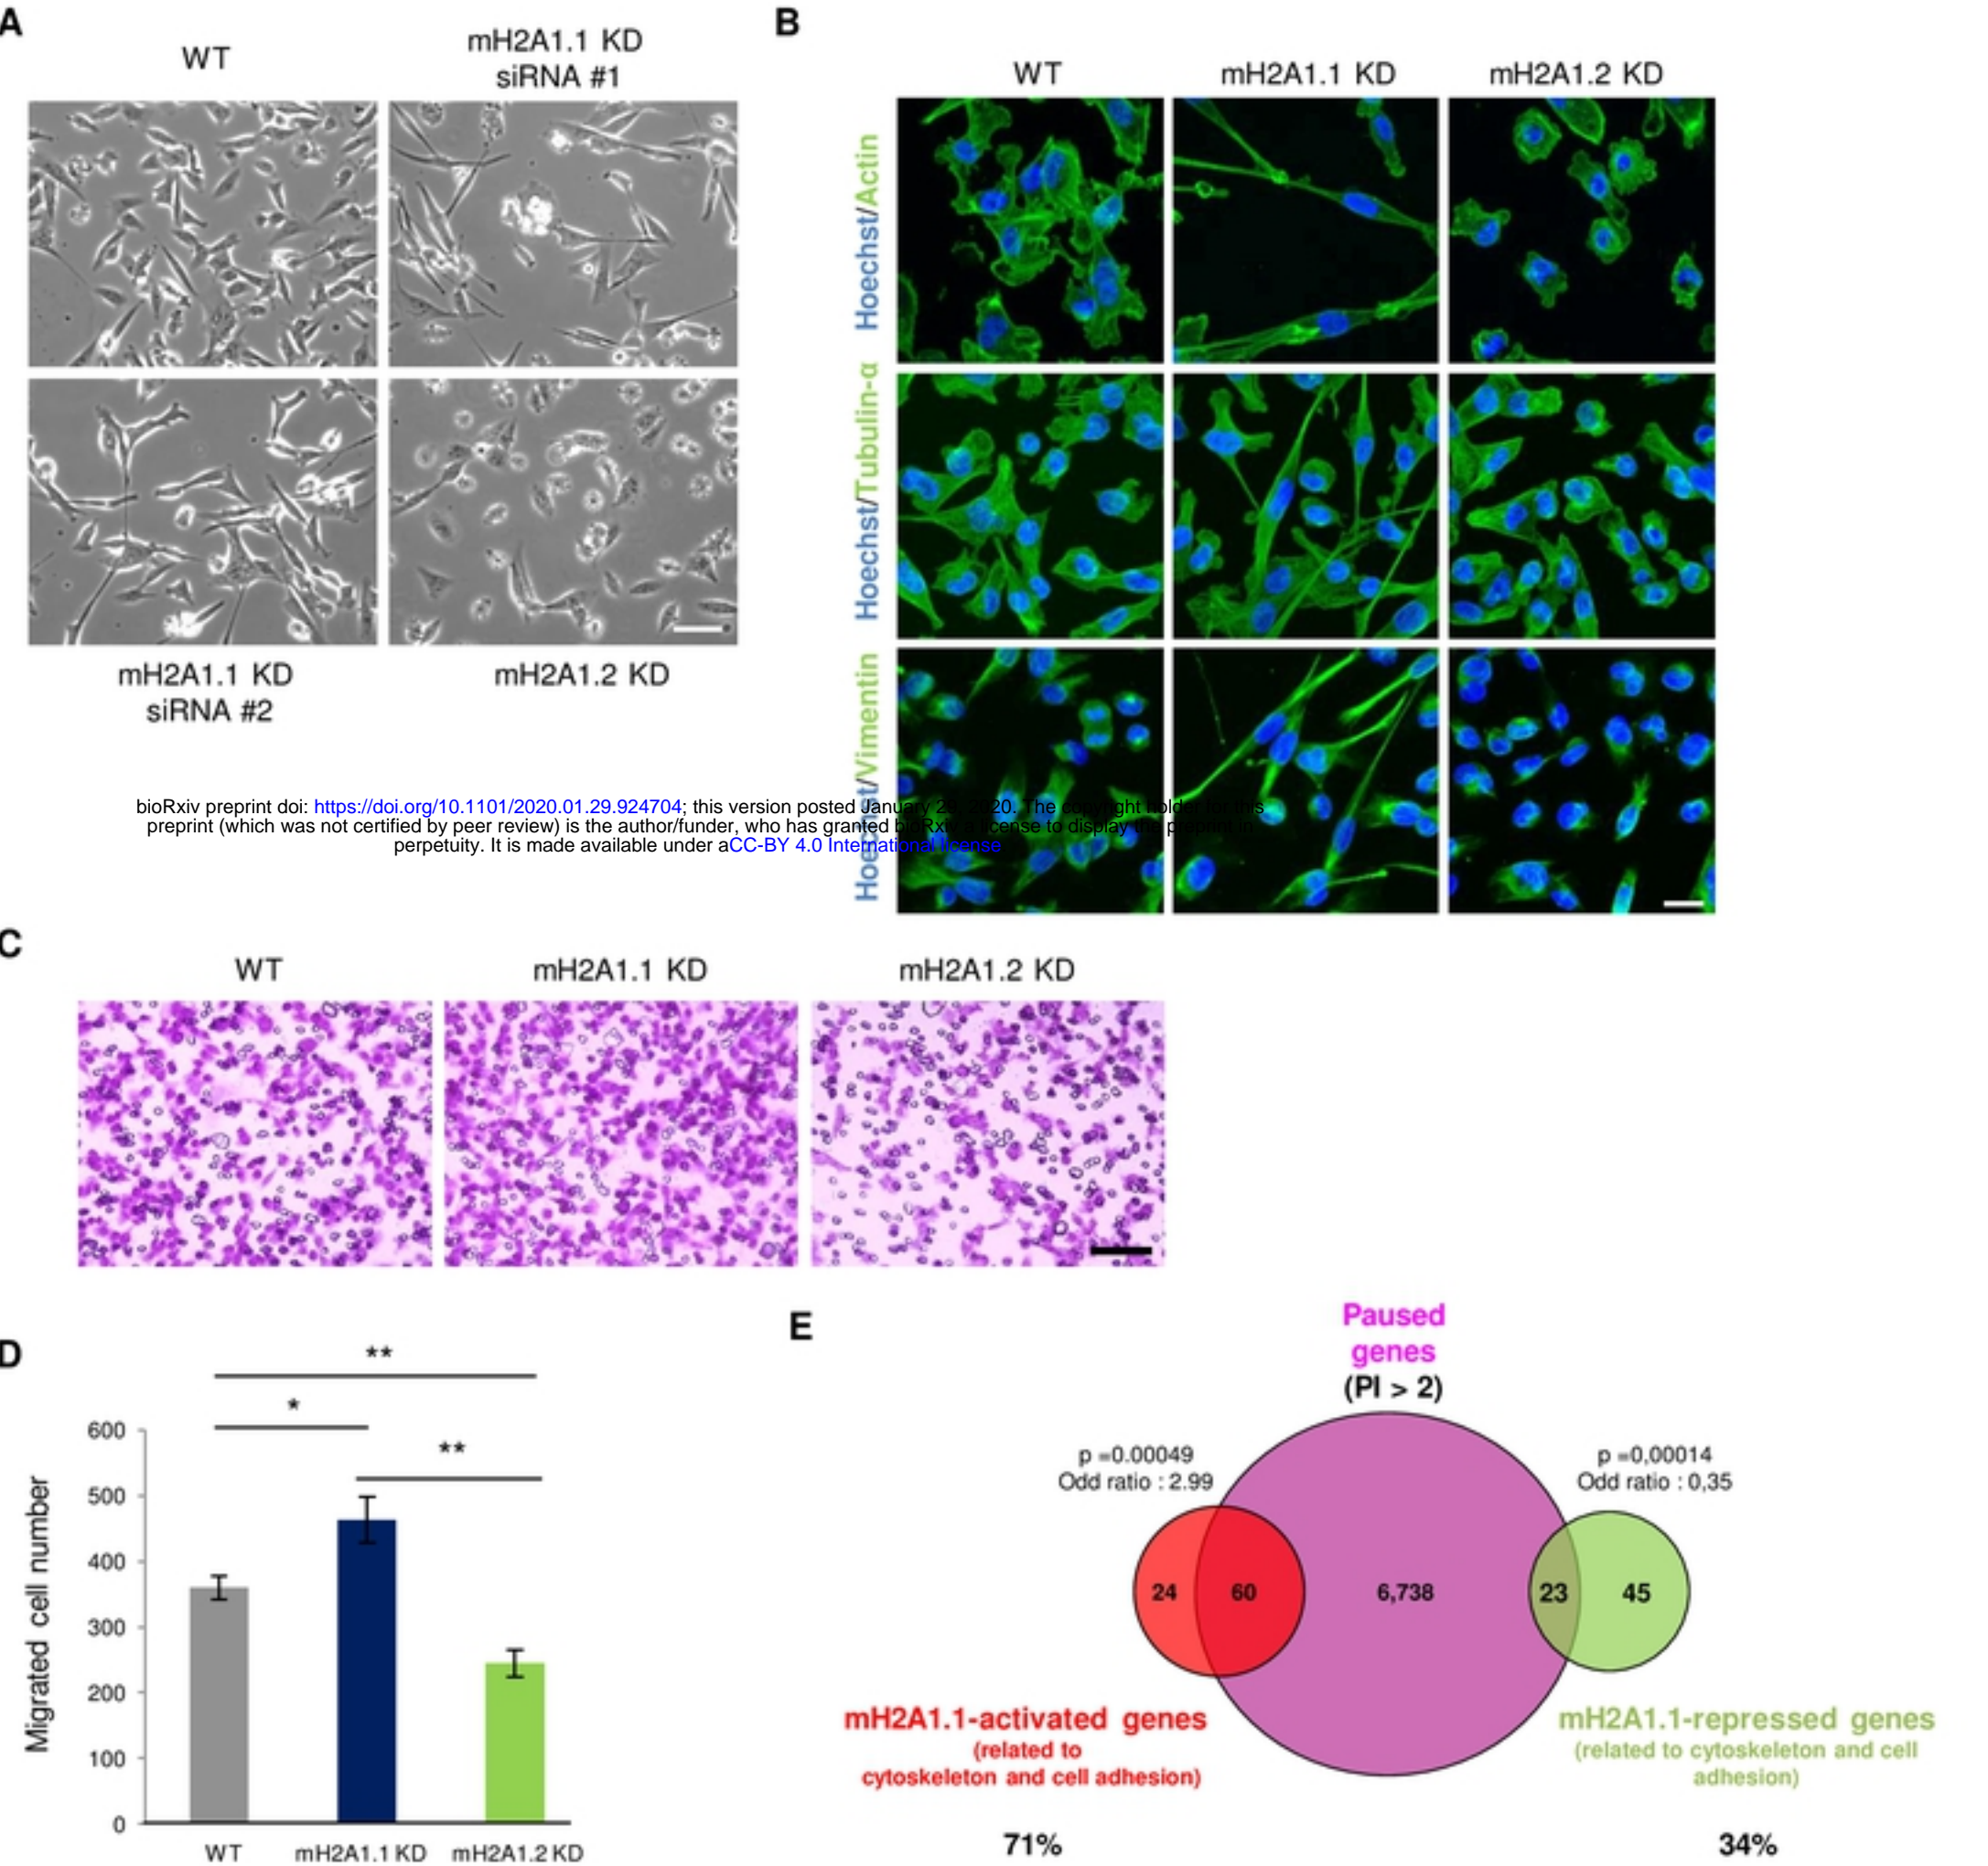 A
WT
mH2A1.1 KD
siRNA #1
mH2A1.1 KD
siRNA #2
mH2A1.2 KD
B
WT
mH2A1.1 KD
mH2A1.2 KD
Hoechst/Actin
Hoechst/Tubulin-α
Hoechst/Vimentin
bioRxiv preprint doi: https://doi.org/10.1101/2020.01.29.924704; this version posted January 29, 2020. The copyright holder for this
preprint (which was not certified by peer review) is the author/funder, who has granted bioRxiv a license to display the preprint in
perpetuity. It is made available under aCC-BY 4.0 International license
C
WT
mH2A1.1 KD
mH2A1.2 KD
D
**
*
**
Migrated cell number
600
500
400
300
200
100
0
WT
mH2A1.1 KD
mH2A1.2 KD
E
Paused
genes
(PI > 2)
p =0.00049
Odd ratio : 2.99
p =0,00014
Odd ratio : 0,35
24
60
6,738
23
45
mH2A1.1-activated genes
(related to
cytoskeleton and cell adhesion)
mH2A1.1-repressed genes
(related to cytoskeleton and cell
adhesion)
71%
34%